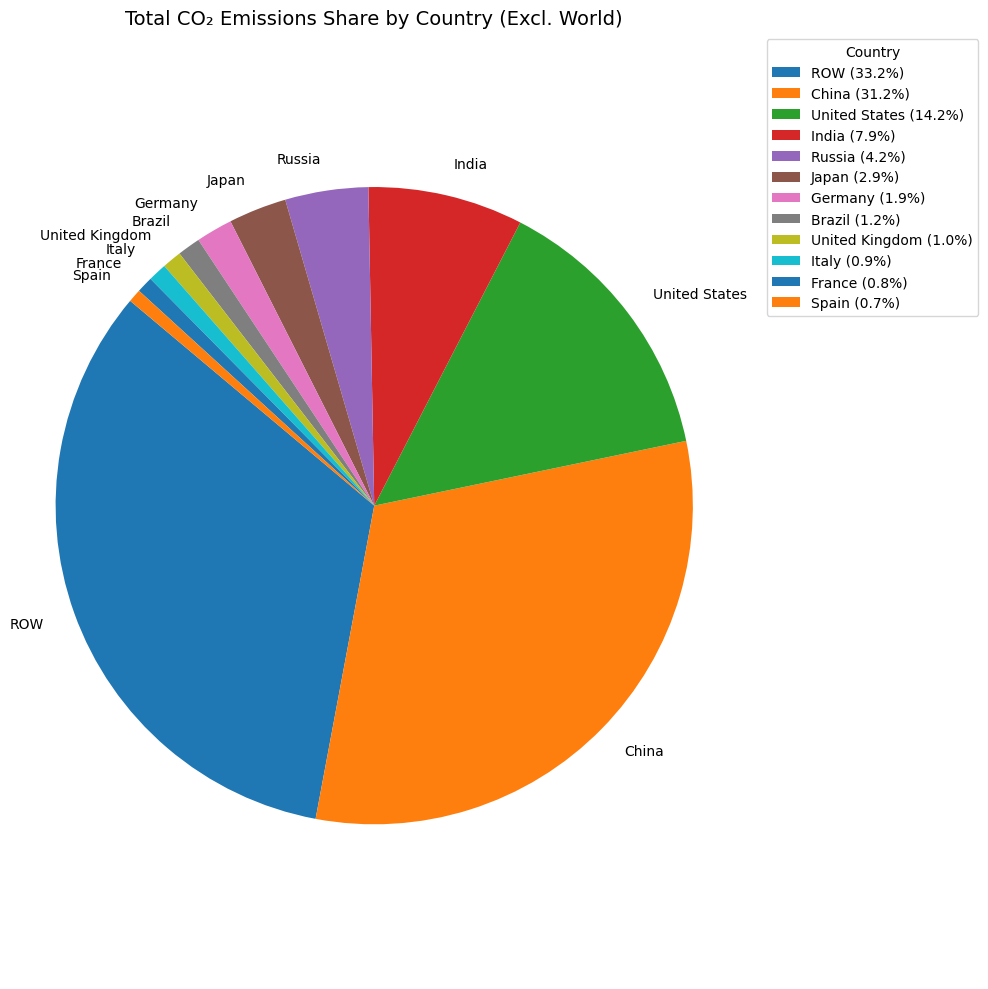 Total CO₂ Emissions Share by Country (Excl. World)
Country
ROW (33.2%)
China (31.2%)
United States (14.2%)
India (7.9%)
Russia (4.2%)
Japan (2.9%)
Germany (1.9%)
Brazil (1.2%)
United Kingdom (1.0%)
Italy (0.9%)
France (0.8%)
Spain (0.7%)
Russia
India
Japan
Germany
Brazil
United Kingdom
Italy
France
Spain
United States
ROW
China